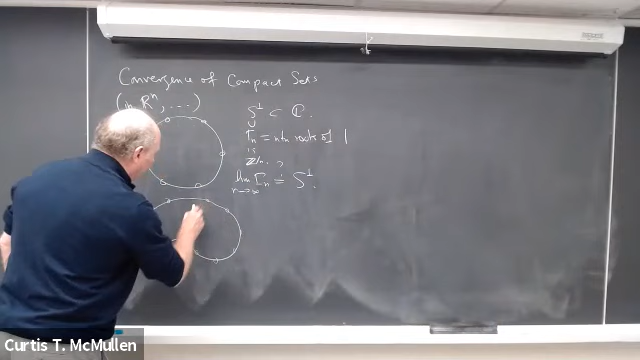 Convergence of Compact Sets
(in Rⁿ, ...)
S¹ ⊂ ℂ.
∪
Γₙ = nth roots of 1
≅
ℤ/n.
?
lim Γₙ = S¹.
n→∞
Curtis T. McMullen